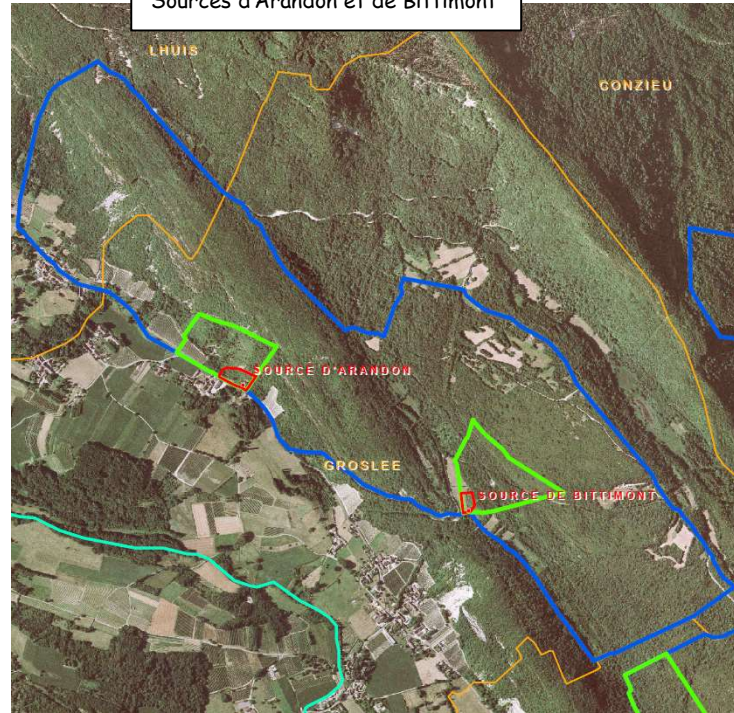 Sources d'Arandon et de Bittimont
LHUIS
CONZIEU
SOURCE D'ARANDON
GROSLEE
SOURCE DE BITTIMONT